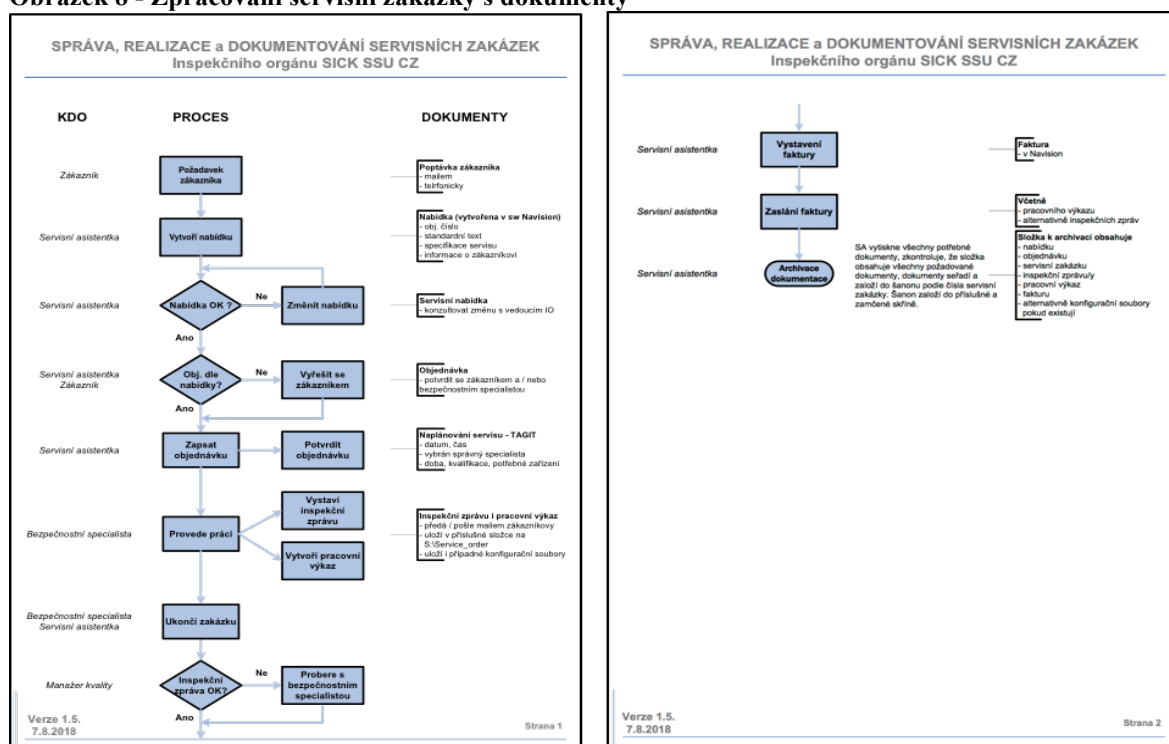 Obrázek 8 - Zpracování servisní zakázky s dokumenty
SPRÁVA, REALIZACE a DOKUMENTOVÁNÍ SERVISNÍCH ZAKÁZEK
Inspekčního orgánu SICK SSU CZ
KDO
PROCES
DOKUMENTY
Zákazník
Požadavek
zákazníka
Poptávka zákazníka
- mailem
- telrfonicky
Servisní asistentka
Vytvoří nabídku
Nabídka (vytvořena v sw Navision)
- obj. číslo
- standardní text
- specifikace servisu
- informace o zákazníkovi
Servisní asistentka
Nabídka OK ?
Ne
Změnit nabídku
Servisní nabídka
- konzultovat změnu s vedoucím IO
Ano
Servisní asistentka
Zákazník
Obj. dle
nabídky?
Ne
Vyřešit se
zákazníkem
Objednávka
- potvrdit se zákazníkem a / nebo
bezpečnostním specialistou
Ano
Servisní asistentka
Zapsat
objednávku
Potvrdit
objednávku
Naplánování servisu - TAGIT
- datum, čas
- vybrán správný specialista
- doba, kvalifikace, potřebné zařízení
Bezpečnostní specialista
Provede práci
Vystaví
inspekční
zprávu
Vytvoří pracovní
výkaz
Inspekční zprávu i pracovní výkaz
- předá / pošle mailem zákazníkovy
- uloží v příslušné složce na
S:\Service_order
- uloží i případné konfigurační soubory
Bezpečnostní specialista
Servisní asistentka
Ukončí zakázku
Manažer kvality
Inspekční
zpráva OK?
Ne
Probere s
bezpečnostním
specialistou
Ano
Verze 1.5.
7.8.2018
Strana 1
SPRÁVA, REALIZACE a DOKUMENTOVÁNÍ SERVISNÍCH ZAKÁZEK
Inspekčního orgánu SICK SSU CZ
Servisní asistentka
Vystavení
faktury
Faktura
- v Navision
Servisní asistentka
Zaslání faktury
Včetně
- pracovního výkazu
- alternativně inspekčních zpráv
Servisní asistentka
Archivace
dokumentace
SA vytiskne všechny potřebné
dokumenty, zkontroluje, že složka
obsahuje všechny požadované
dokumenty, dokumenty seřadí a
založí do šanonu podle čísla servisní
zakázky. Šanon založí do příslušné a
zamčené skříně.
Složka k archivaci obsahuje
- nabídku
- objednávku
- servisní zakázku
- inspekční zprávu/y
- pracovní výkaz
- fakturu
- alternativně konfigurační soubory
pokud existují
Verze 1.5.
7.8.2018
Strana 2